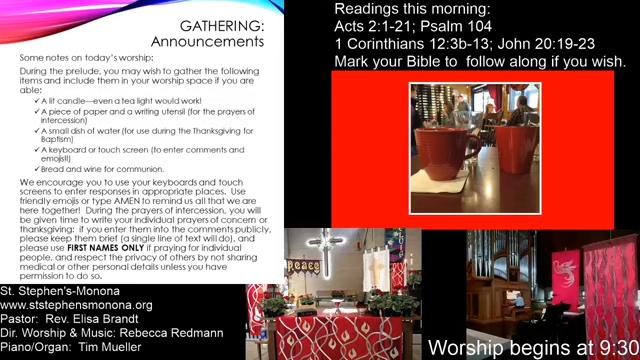 GATHERING:
Announcements
Some notes on today's worship:
During the prelude, you may wish to gather the following
items and include them in your worship space if you are
able:
✓A lit candle—even a tea light would work!
✓A piece of paper and a writing utensil (for the prayers of
intercession)
✓A small dish of water (for use during the Thanksgiving for
Baptism)
✓A keyboard or touch screen (to enter comments and
emojis!!)
✓Bread and wine for communion.
We encourage you to use your keyboards and touch
screens to enter responses in appropriate places. Use
friendly emojis or type AMEN to remind us all that we are
here together! During the prayers of intercession, you will
be given time to write your individual prayers of concern or
thanksgiving: if you enter them into the comments publicly,
please keep them brief (a single line of text will do), and
please use FIRST NAMES ONLY if praying for individual
people, and respect the privacy of others by not sharing
medical or other personal details unless you have
permission to do so.
St. Stephen's-Monona
www.ststephensmonona.org
Pastor: Rev. Elisa Brandt
Dir. Worship & Music: Rebecca Redmann
Piano/Organ: Tim Mueller
Readings this morning:
Acts 2:1-21; Psalm 104
1 Corinthians 12:3b-13; John 20:19-23
Mark your Bible to follow along if you wish.
Peace
Worship begins at 9:30